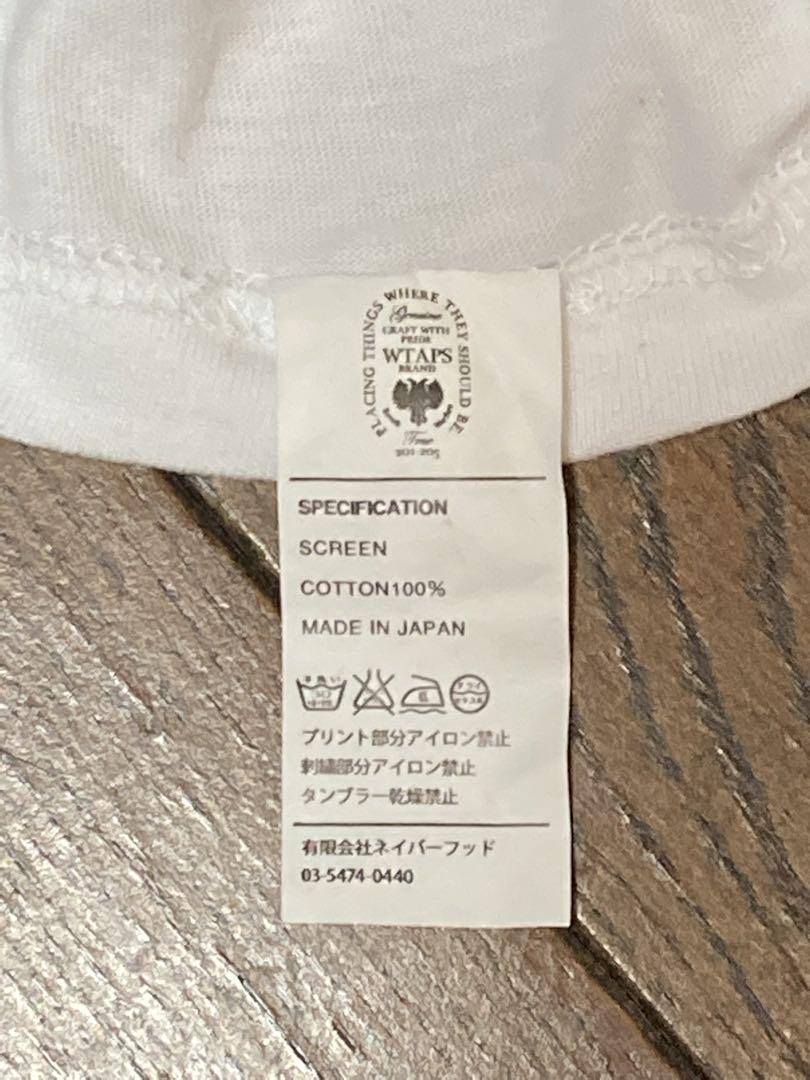 PLACING THINGS WHERE THEY SHOULD BE
Genuine
CRAFT WITH
PRIDE
WTAPS
BRAND
True
201-205
SPECIFICATION
SCREEN
COTTON100%
MADE IN JAPAN
プリント部分アイロン禁止
刺繍部分アイロン禁止
タンブラー乾燥禁止
有限会社ネイバーフッド
03-5474-0440